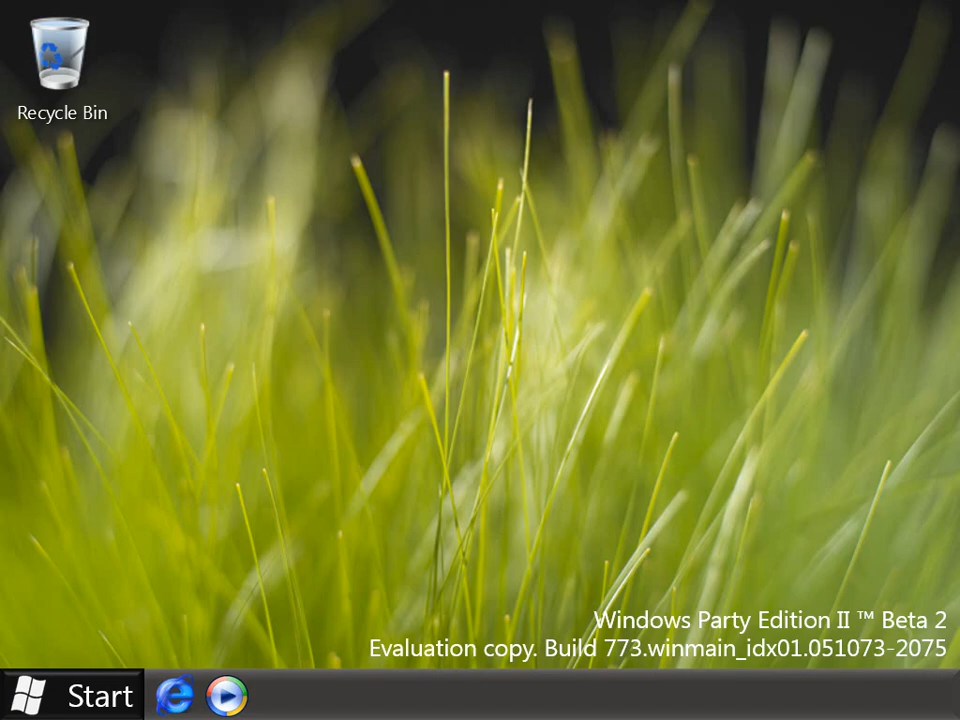 Recycle Bin
Windows Party Edition II ™ Beta 2
Evaluation copy. Build 773.winmain_idx01.051073-2075
Start